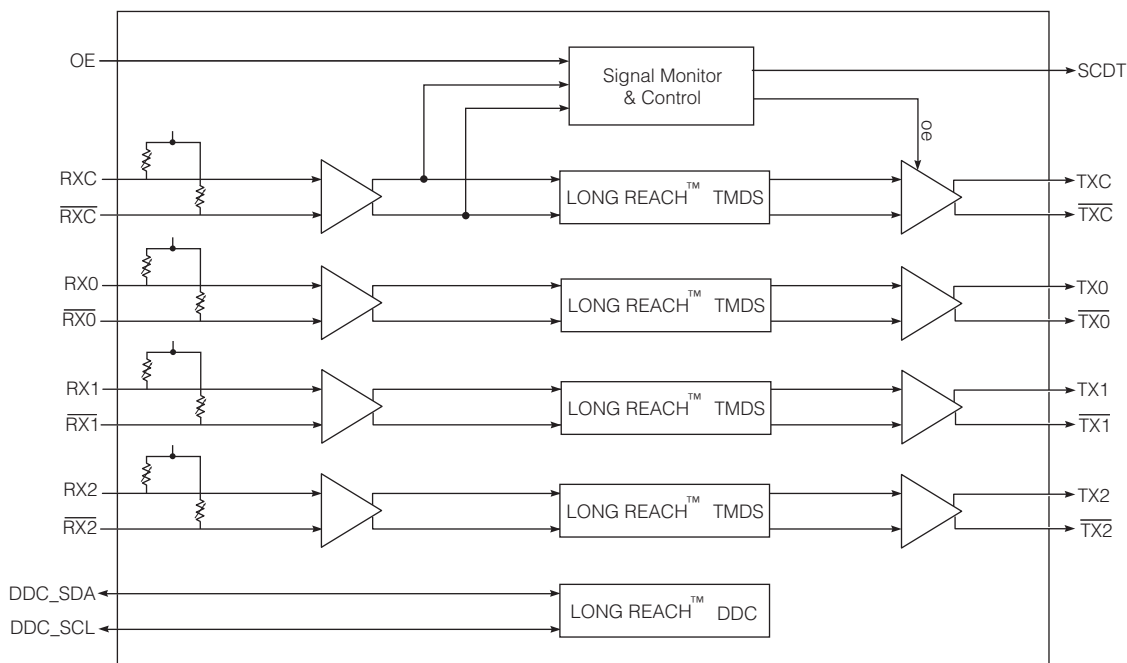 OE
Signal Monitor
& Control
SCDT
oe
RXC
RXC
LONG REACH™ TMDS
TXC
TXC
RX0
RX0
LONG REACH™ TMDS
TX0
TX0
RX1
RX1
LONG REACH™ TMDS
TX1
TX1
RX2
RX2
LONG REACH™ TMDS
TX2
TX2
DDC_SDA
DDC_SCL
LONG REACH™ DDC